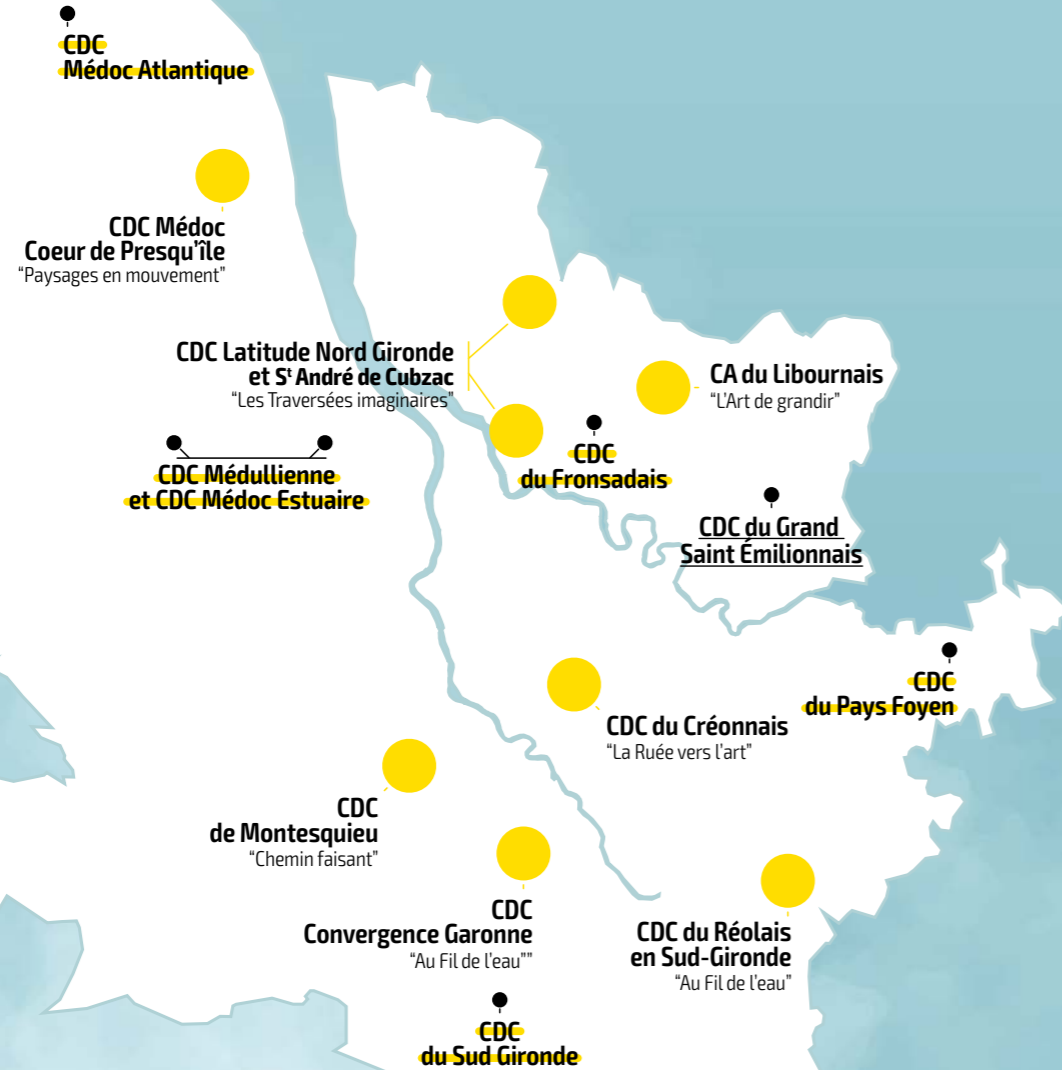 CDC
Médoc Atlantique
CDC Médoc
Coeur de Presqu’île
“Paysages en mouvement”
CDC Latitude Nord Gironde
et Sᵗ André de Cubzac
“Les Traversées imaginaires”
CA du Libournais
“L’Art de grandir”
CDC
du Fronsadais
CDC Médullienne
et CDC Médoc Estuaire
CDC du Grand
Saint Émilionnais
CDC
du Pays Foyen
CDC du Créonnais
“La Ruée vers l’art”
CDC
de Montesquieu
“Chemin faisant”
CDC
Convergence Garonne
“Au Fil de l’eau””
CDC du Réolais
en Sud-Gironde
“Au Fil de l’eau”
CDC
du Sud Gironde